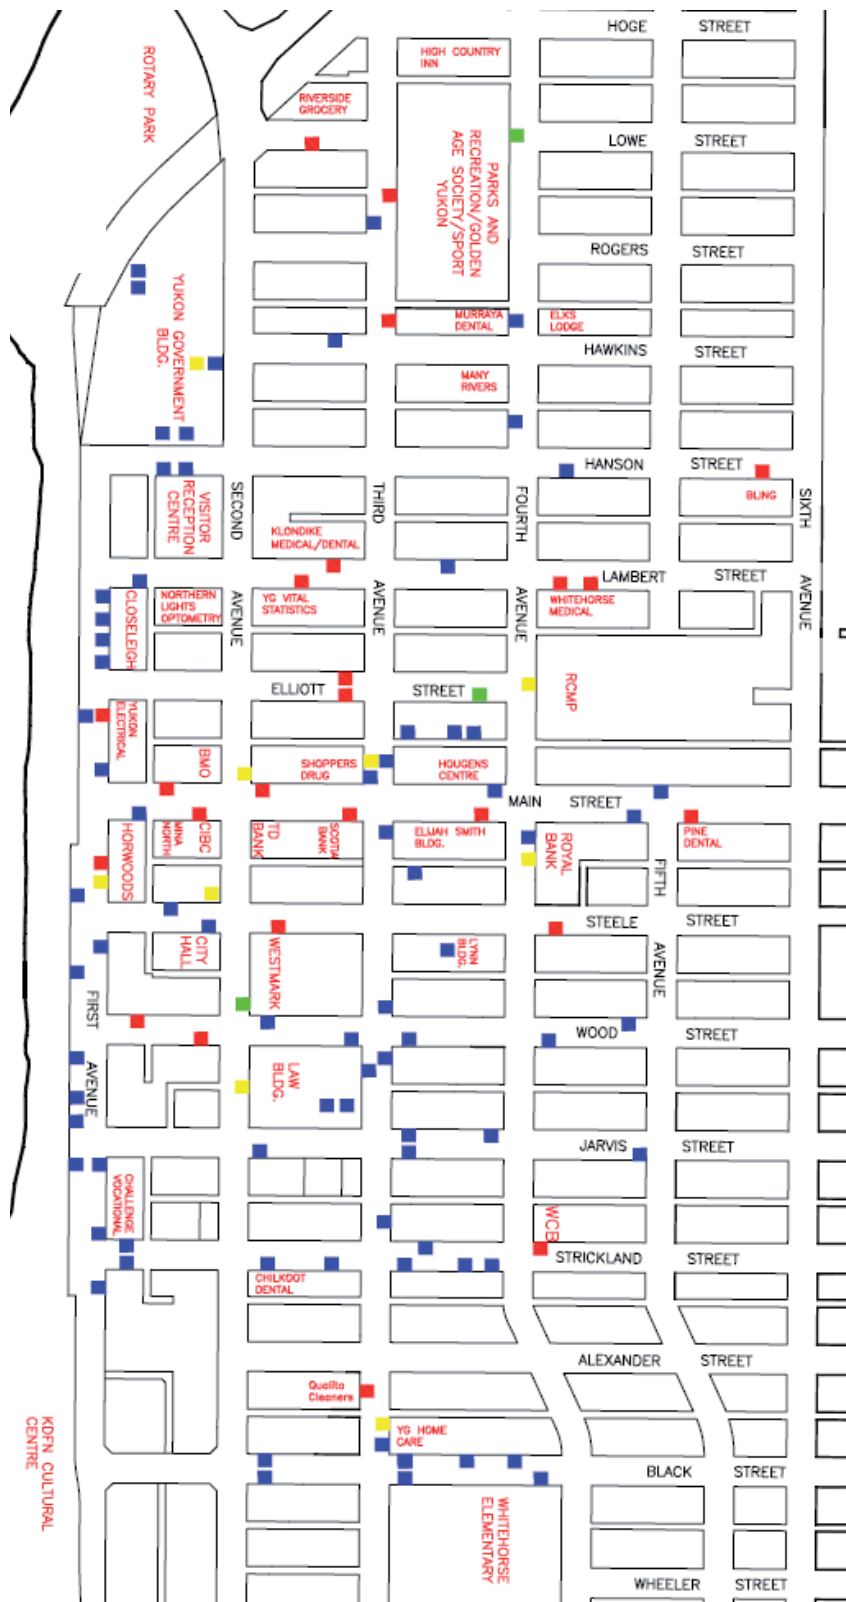 HOGE STREET
ROTARY PARK
HIGH COUNTRY
INN
RIVERSIDE
GROCERY
PARKS AND
RECREATION/GOLDEN
AGE SOCIETY/SPORT
YUKON
LOWE STREET
ROGERS STREET
YUKON GOVERNMENT
BLDG.
MURRAYA
DENTAL
ELKS
LODGE
HAWKINS STREET
MANY
RIVERS
HANSON STREET
BLING
VISITOR
RECEPTION
CENTRE
SECOND
THIRD
FOURTH
SIXTH
KLONDIKE
MEDICAL/DENTAL
LAMBERT STREET
CLOSELEIGH
NORTHERN
LIGHTS
OPTOMETRY
AVENUE
YG VITAL
STATISTICS
AVENUE
AVENUE
WHITEHORSE
MEDICAL
AVENUE
ELLIOTT STREET
RCMP
YUKON
ELECTRICAL
BMO
SHOPPERS
DRUG
HOUGENS
CENTRE
MAIN STREET
HORWOODS
MINA
NORTH
CIBC
TD
BANK
SCOTIA
BANK
ELIJAH SMITH
BLDG.
ROYAL
BANK
FIFTH
PINE
DENTAL
STEELE STREET
CITY
HALL
WESTMARK
LYNN
BLDG.
AVENUE
FIRST
WOOD STREET
AVENUE
LAW
BLDG.
JARVIS STREET
CHALLENGE
VOCATIONAL
WCB
STRICKLAND STREET
CHILKOOT
DENTAL
ALEXANDER STREET
Qualita
Cleaners
KDFN CULTURAL
CENTRE
YG HOME
CARE
BLACK STREET
WHITEHORSE
ELEMENTARY
WHEELER STREET